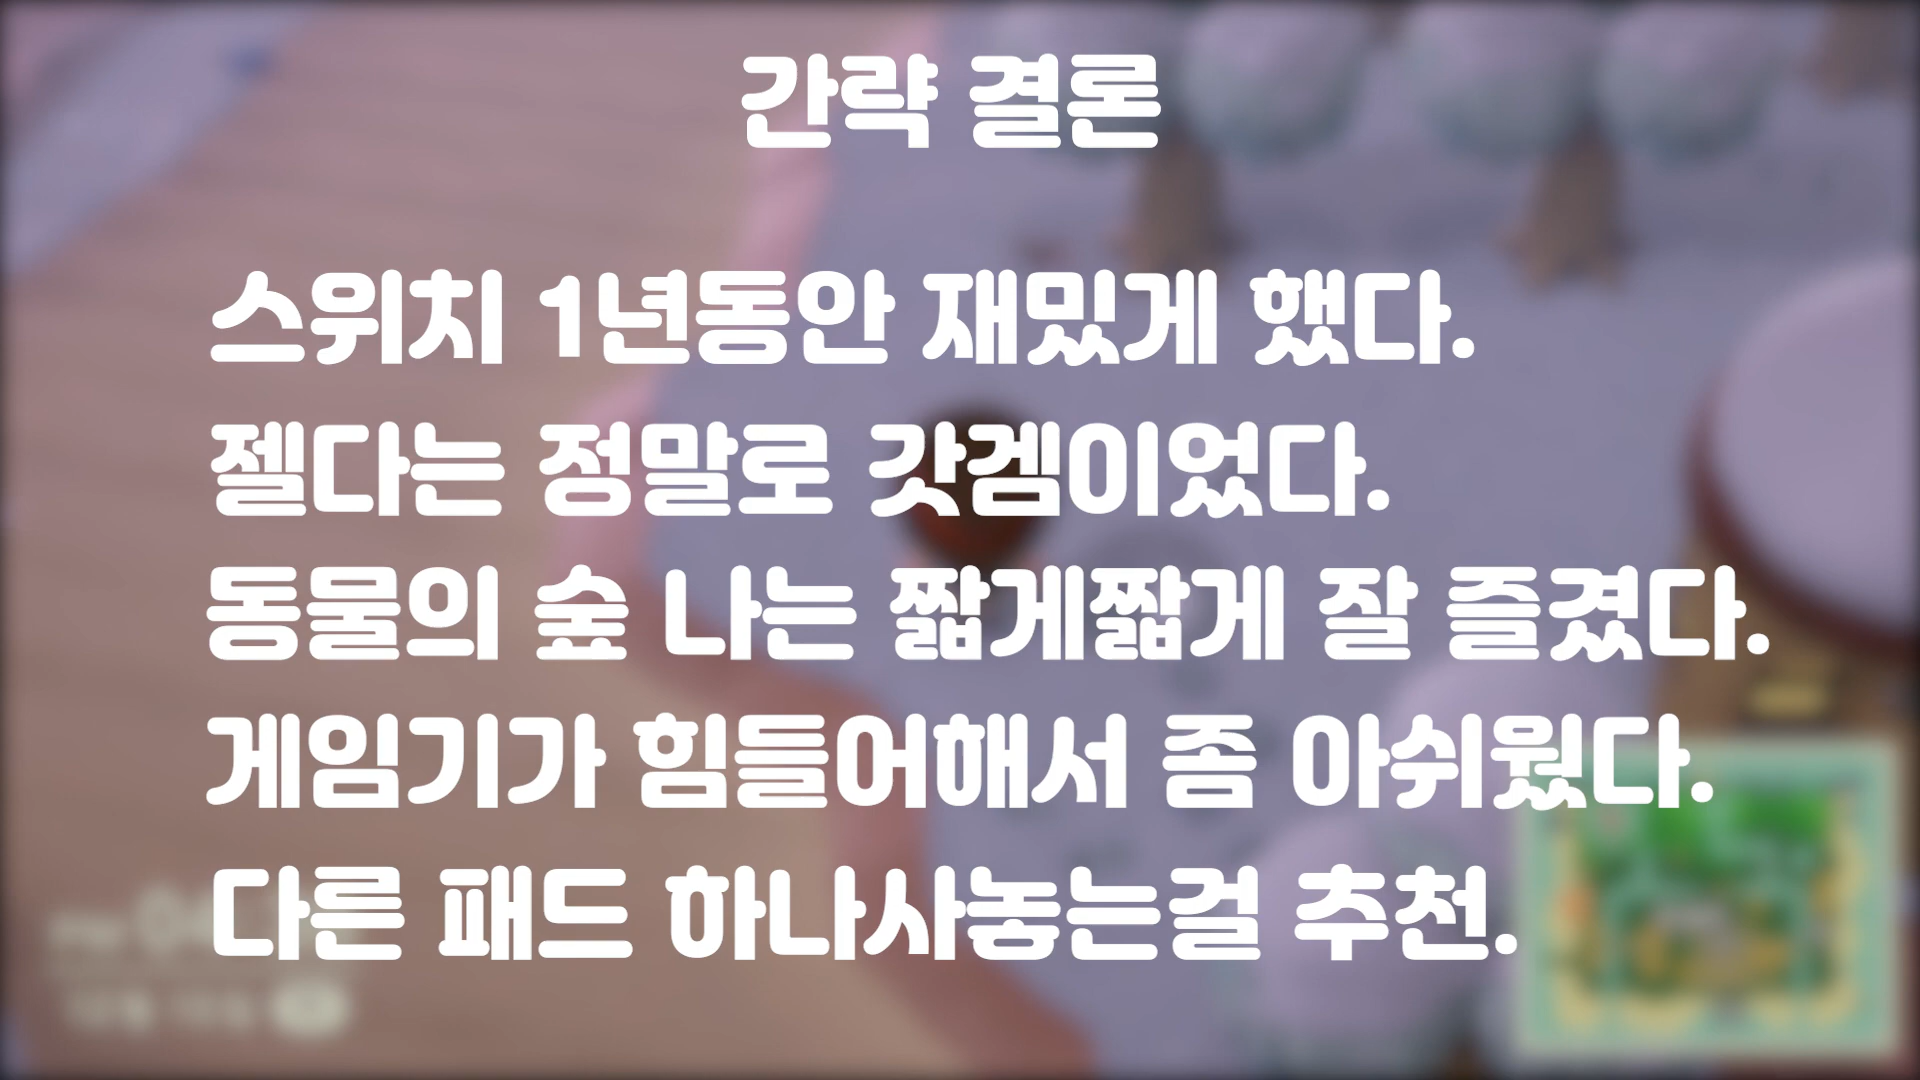 간략 결론
스위치 1년동안 재밌게 했다.
젤다는 정말로 갓겜이었다.
동물의 숲 나는 짧게짧게 잘 즐겼다.
게임기가 힘들어해서 좀 아쉬웠다.
다른 패드 하나사놓는걸 추천.